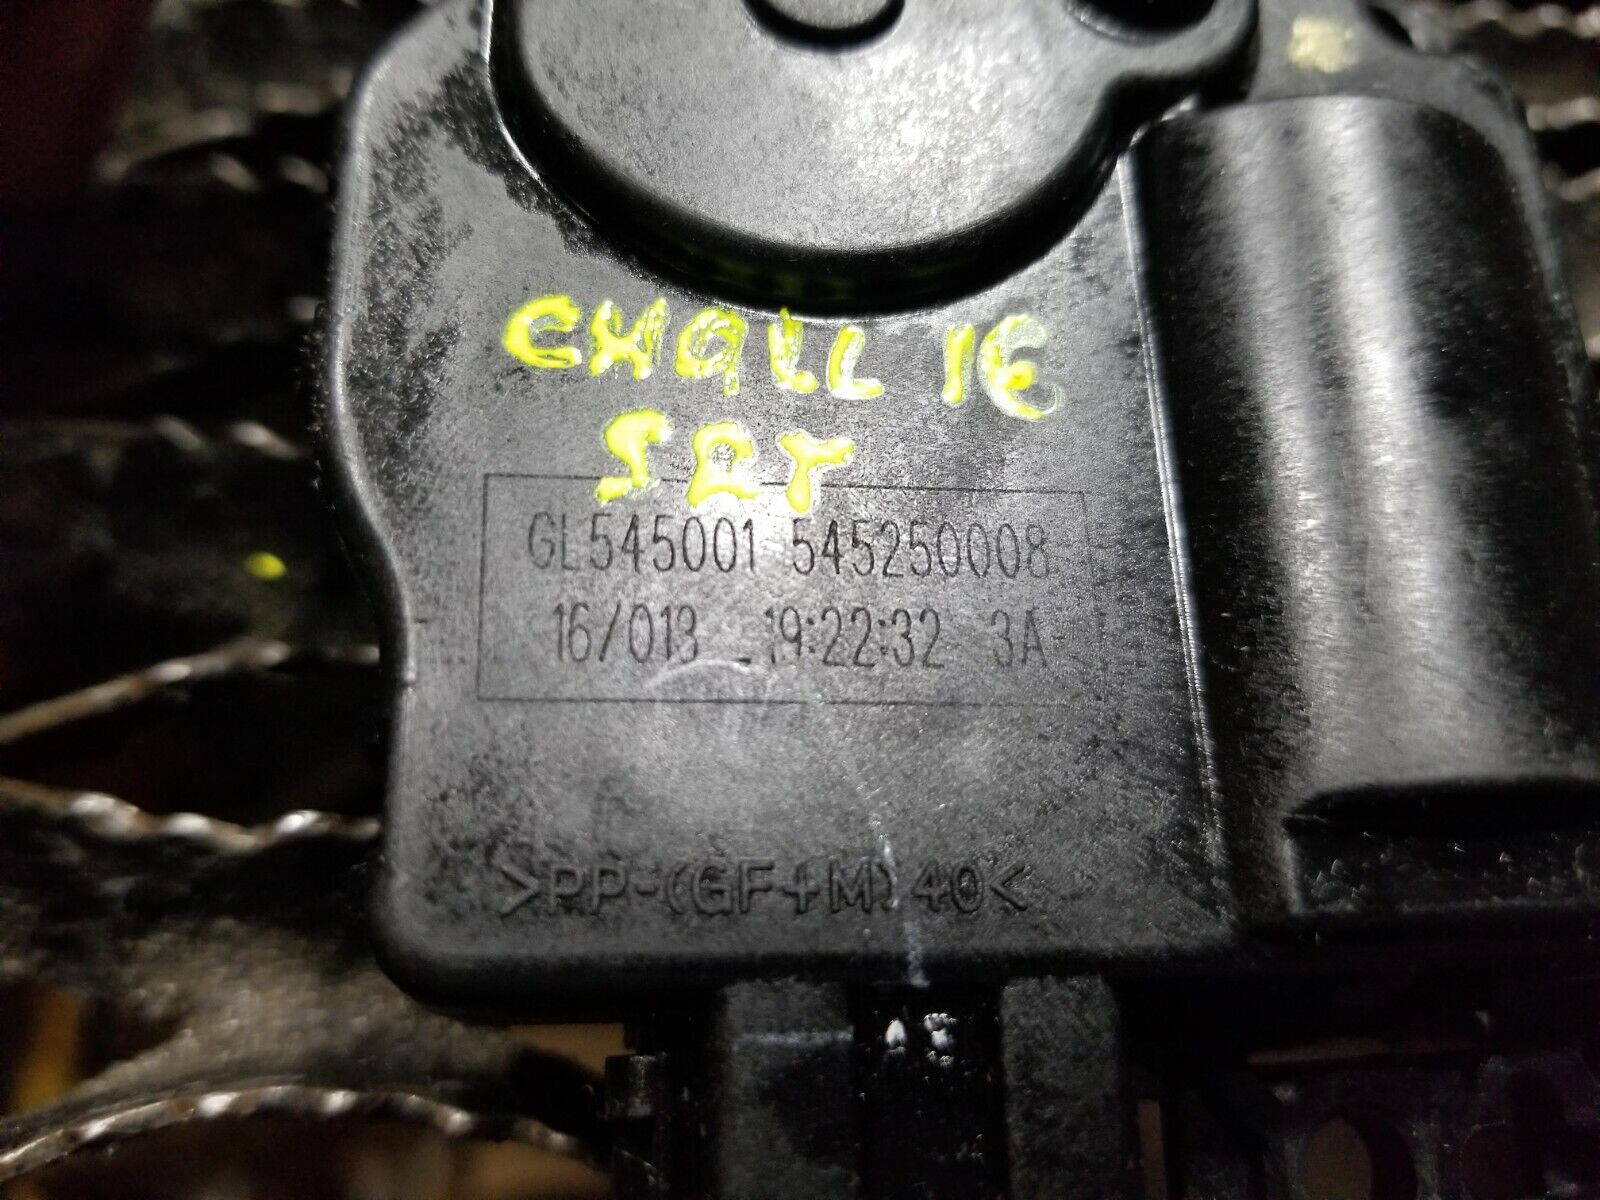 CHALL 16
SRT
GL545001 545250008
16/013 19:22:32 3A
>PP-(GF+M)40<